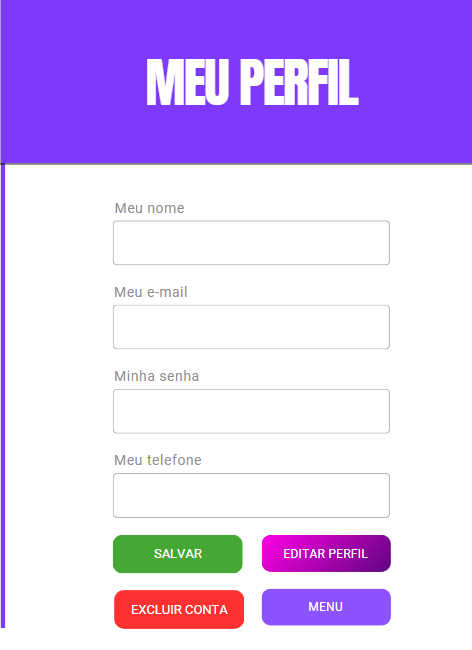 MEU PERFIL
Meu nome
Meu e-mail
Minha senha
Meu telefone
SALVAR
EDITAR PERFIL
EXCLUIR CONTA
MENU